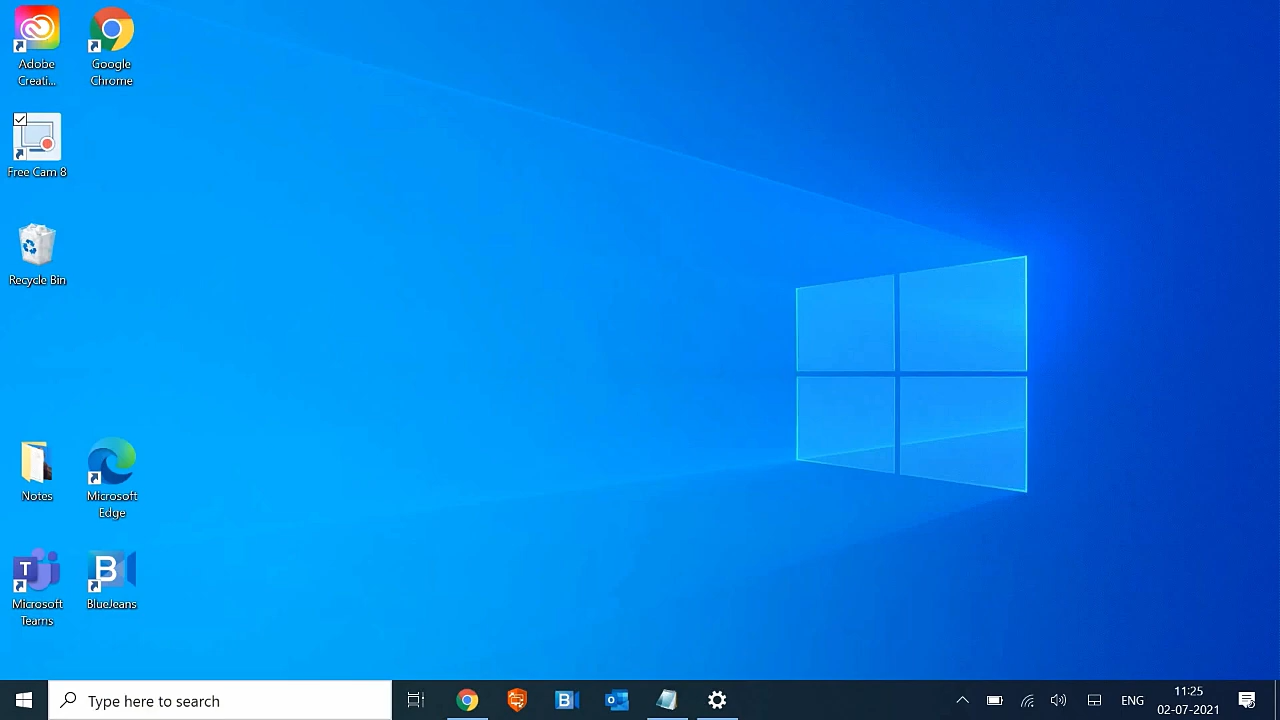 Adobe
Creati...
Google
Chrome
Free Cam 8
Recycle Bin
Notes
Microsoft
Edge
Microsoft
Teams
BlueJeans
Type here to search
ENG
11:25
02-07-2021